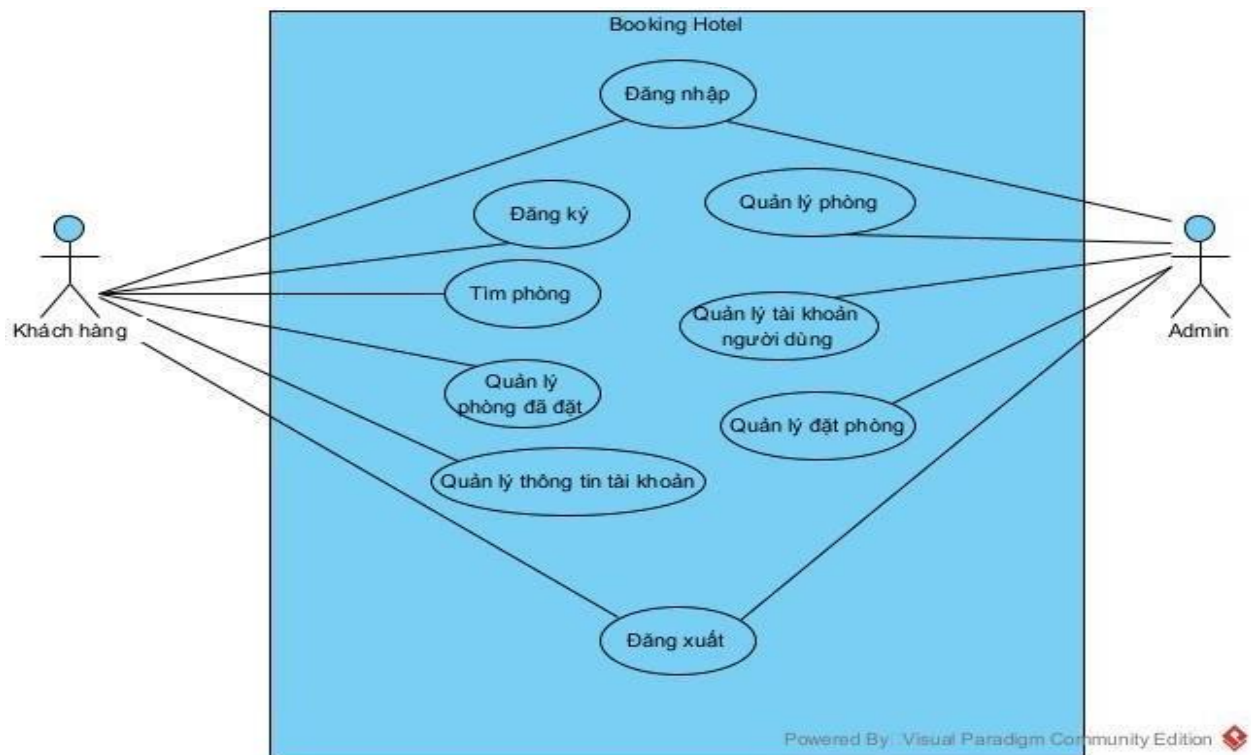 Booking Hotel
Đăng nhập
Đăng ký
Quản lý phòng
Tìm phòng
Khách hàng
Quản lý tài khoản
người dùng
Admin
Quản lý
phòng đã đặt
Quản lý đặt phòng
Quản lý thông tin tài khoản
Đăng xuất
Powered By: Visual Paradigm Community Edition